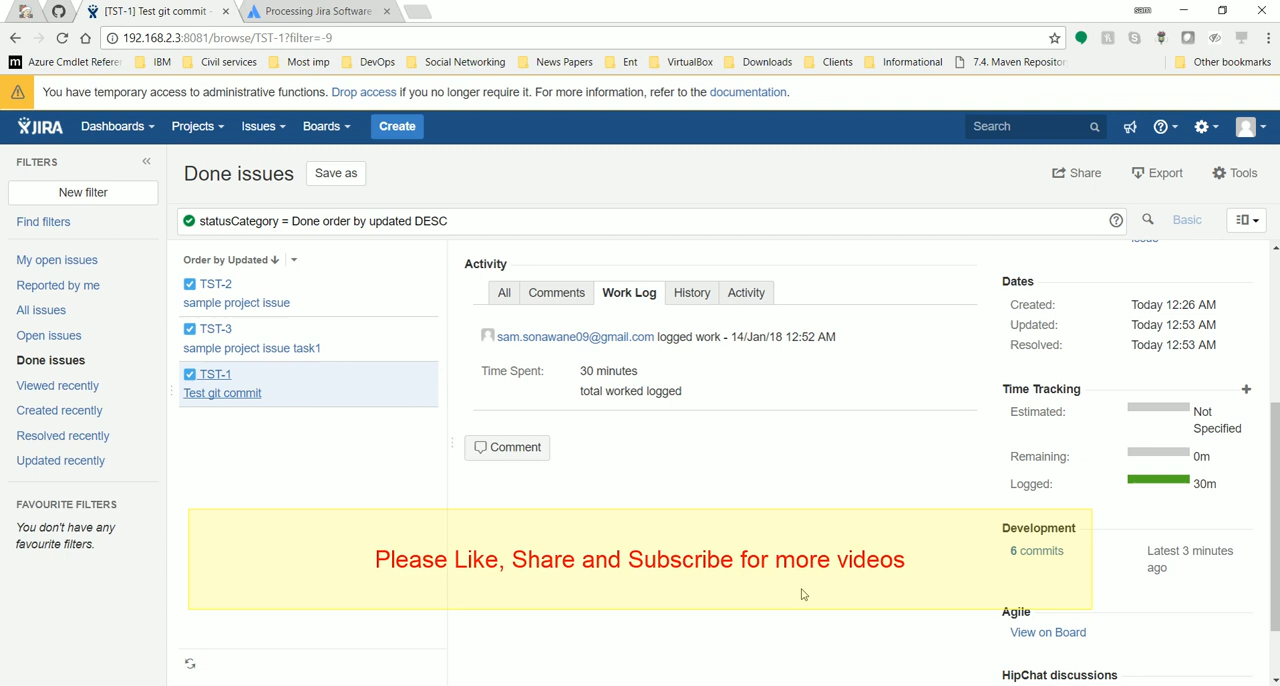 [TST-1] Test git commit
Processing Jira Software
sam
192.168.2.3:8081/browse/TST-1?filter=-9
Azure Cmdlet Refere
IBM
Civil services
Most imp
DevOps
Social Networking
News Papers
Ent
VirtualBox
Downloads
Clients
Informational
7.4. Maven Repositor
Other bookmarks
You have temporary access to administrative functions. Drop access if you no longer require it. For more information, refer to the documentation.
JIRA
Dashboards
Projects
Issues
Boards
Create
Search
FILTERS
New filter
Find filters
My open issues
Reported by me
All issues
Open issues
Done issues
Viewed recently
Created recently
Resolved recently
Updated recently
FAVOURITE FILTERS
You don't have any
favourite filters.
Done issues
Save as
Share
Export
Tools
statusCategory = Done order by updated DESC
Basic
Order by Updated
TST-2
sample project issue
TST-3
sample project issue task1
TST-1
Test git commit
Activity
All
Comments
Work Log
History
Activity
sam.sonawane09@gmail.com logged work - 14/Jan/18 12:52 AM
Time Spent: 30 minutes
total worked logged
Comment
Dates
Created: Today 12:26 AM
Updated: Today 12:53 AM
Resolved: Today 12:53 AM
Time Tracking
Estimated: Not
Specified
Remaining: 0m
Logged: 30m
Development
6 commits
Latest 3 minutes
ago
Agile
View on Board
HipChat discussions
Please Like, Share and Subscribe for more videos